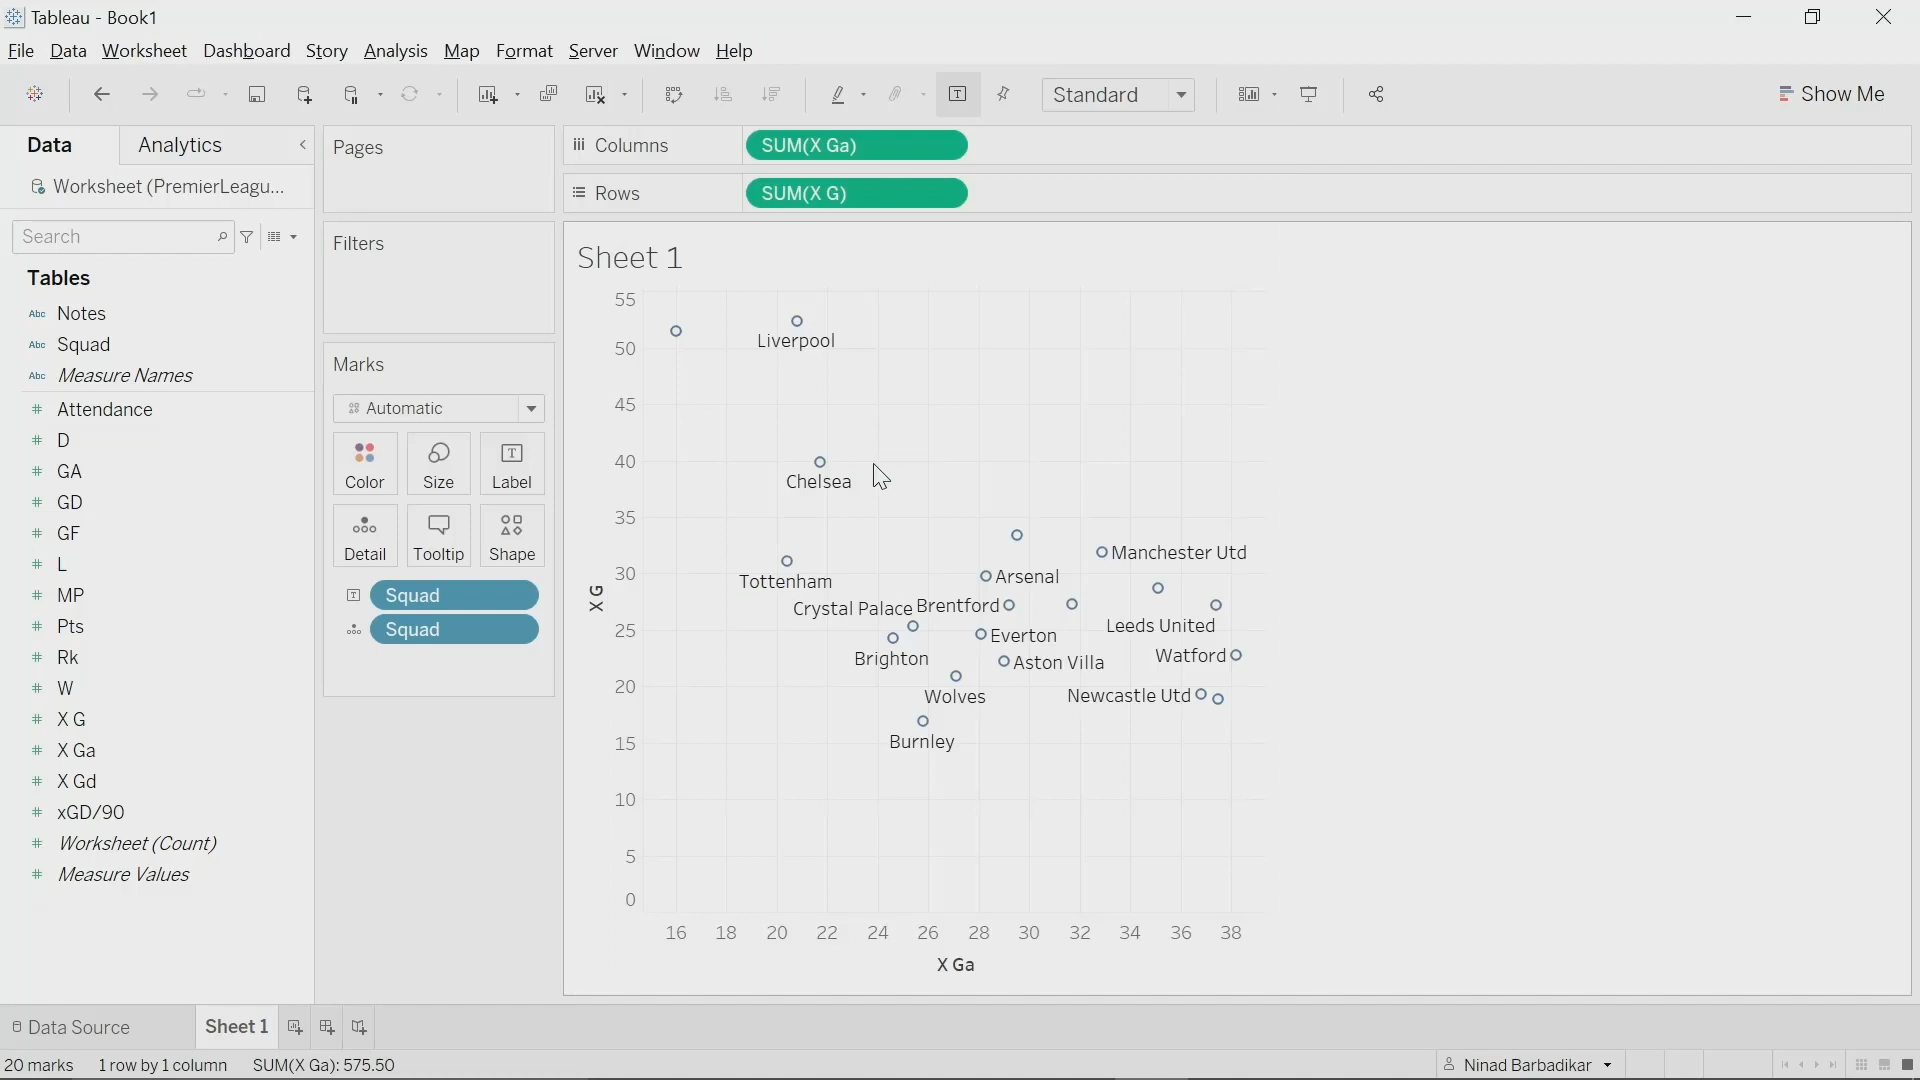 Tableau - Book1
File Data Worksheet Dashboard Story Analysis Map Format Server Window Help
Standard
Show Me
Data Analytics
Worksheet (PremierLeagu...
Search
Tables
Abc Notes
Abc Squad
Abc Measure Names
# Attendance
# D
# GA
# GD
# GF
# L
# MP
# Pts
# Rk
# W
# X G
# X Ga
# X Gd
# xGD/90
# Worksheet (Count)
# Measure Values
Pages
Filters
Marks
Automatic
Color Size Label
Detail Tooltip Shape
Squad
Squad
Columns SUM(X Ga)
Rows SUM(X G)
Sheet 1
55
50
45
40
35
30
25
20
15
10
5
0
X G
Liverpool
Chelsea
Manchester Utd
Tottenham
Arsenal
Crystal Palace
Brentford
Leeds United
Everton
Brighton
Aston Villa
Watford
Wolves
Newcastle Utd
Burnley
16 18 20 22 24 26 28 30 32 34 36 38
X Ga
Data Source Sheet 1
20 marks 1 row by 1 column SUM(X Ga): 575.50
Ninad Barbadikar